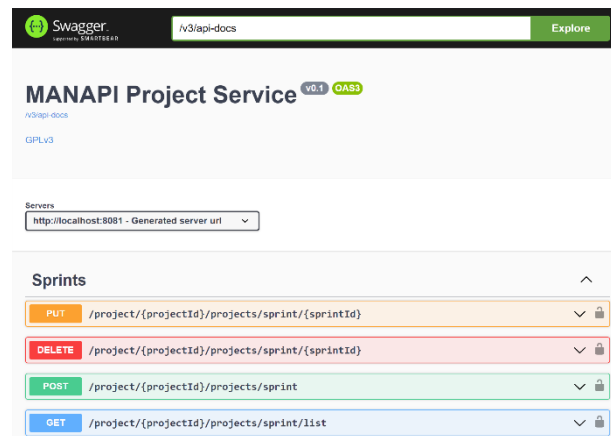 Swagger.
Supported by SMARTBEAR
/v3/api-docs
Explore
MANAPI Project Service v0.1 OAS3
/v3/api-docs
GPLv3
Servers
http://localhost:8081 - Generated server url
Sprints
PUT /project/{projectId}/projects/sprint/{sprintId}
DELETE /project/{projectId}/projects/sprint/{sprintId}
POST /project/{projectId}/projects/sprint
GET /project/{projectId}/projects/sprint/list